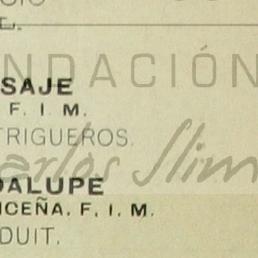 NDACIÓN
SAJE
F. I. M.
TRIGUEROS.
Carlos Slim
DALUPE
CEÑA. F. I. M.
DUIT.